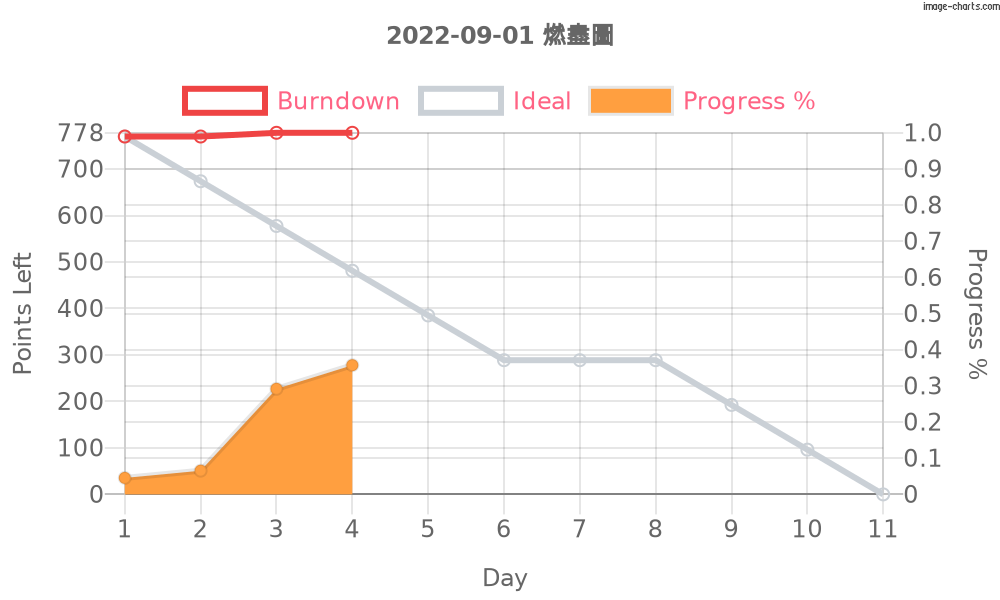 image-charts.com
2022-09-01 燃盡圖
Burndown Ideal Progress %
778
700
600
500
400
300
200
100
0
Points Left
1.0
0.9
0.8
0.7
0.6
0.5
0.4
0.3
0.2
0.1
0
Progress %
1 2 3 4 5 6 7 8 9 10 11
Day